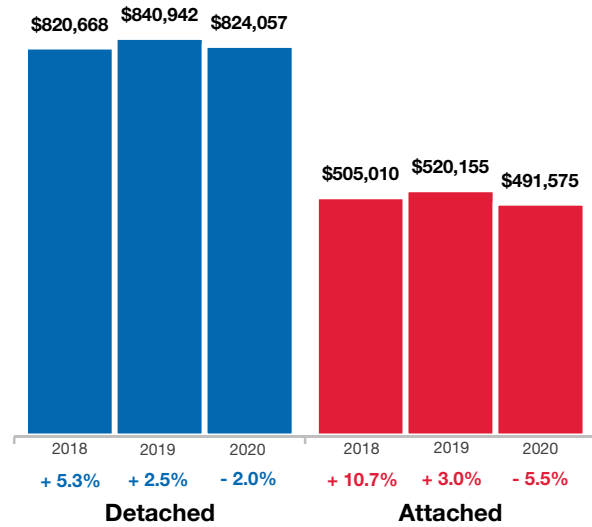 $820,668 $840,942 $824,057
$505,010 $520,155 $491,575
2018 2019 2020 2018 2019 2020
+ 5.3% + 2.5% - 2.0% + 10.7% + 3.0% - 5.5%
Detached Attached